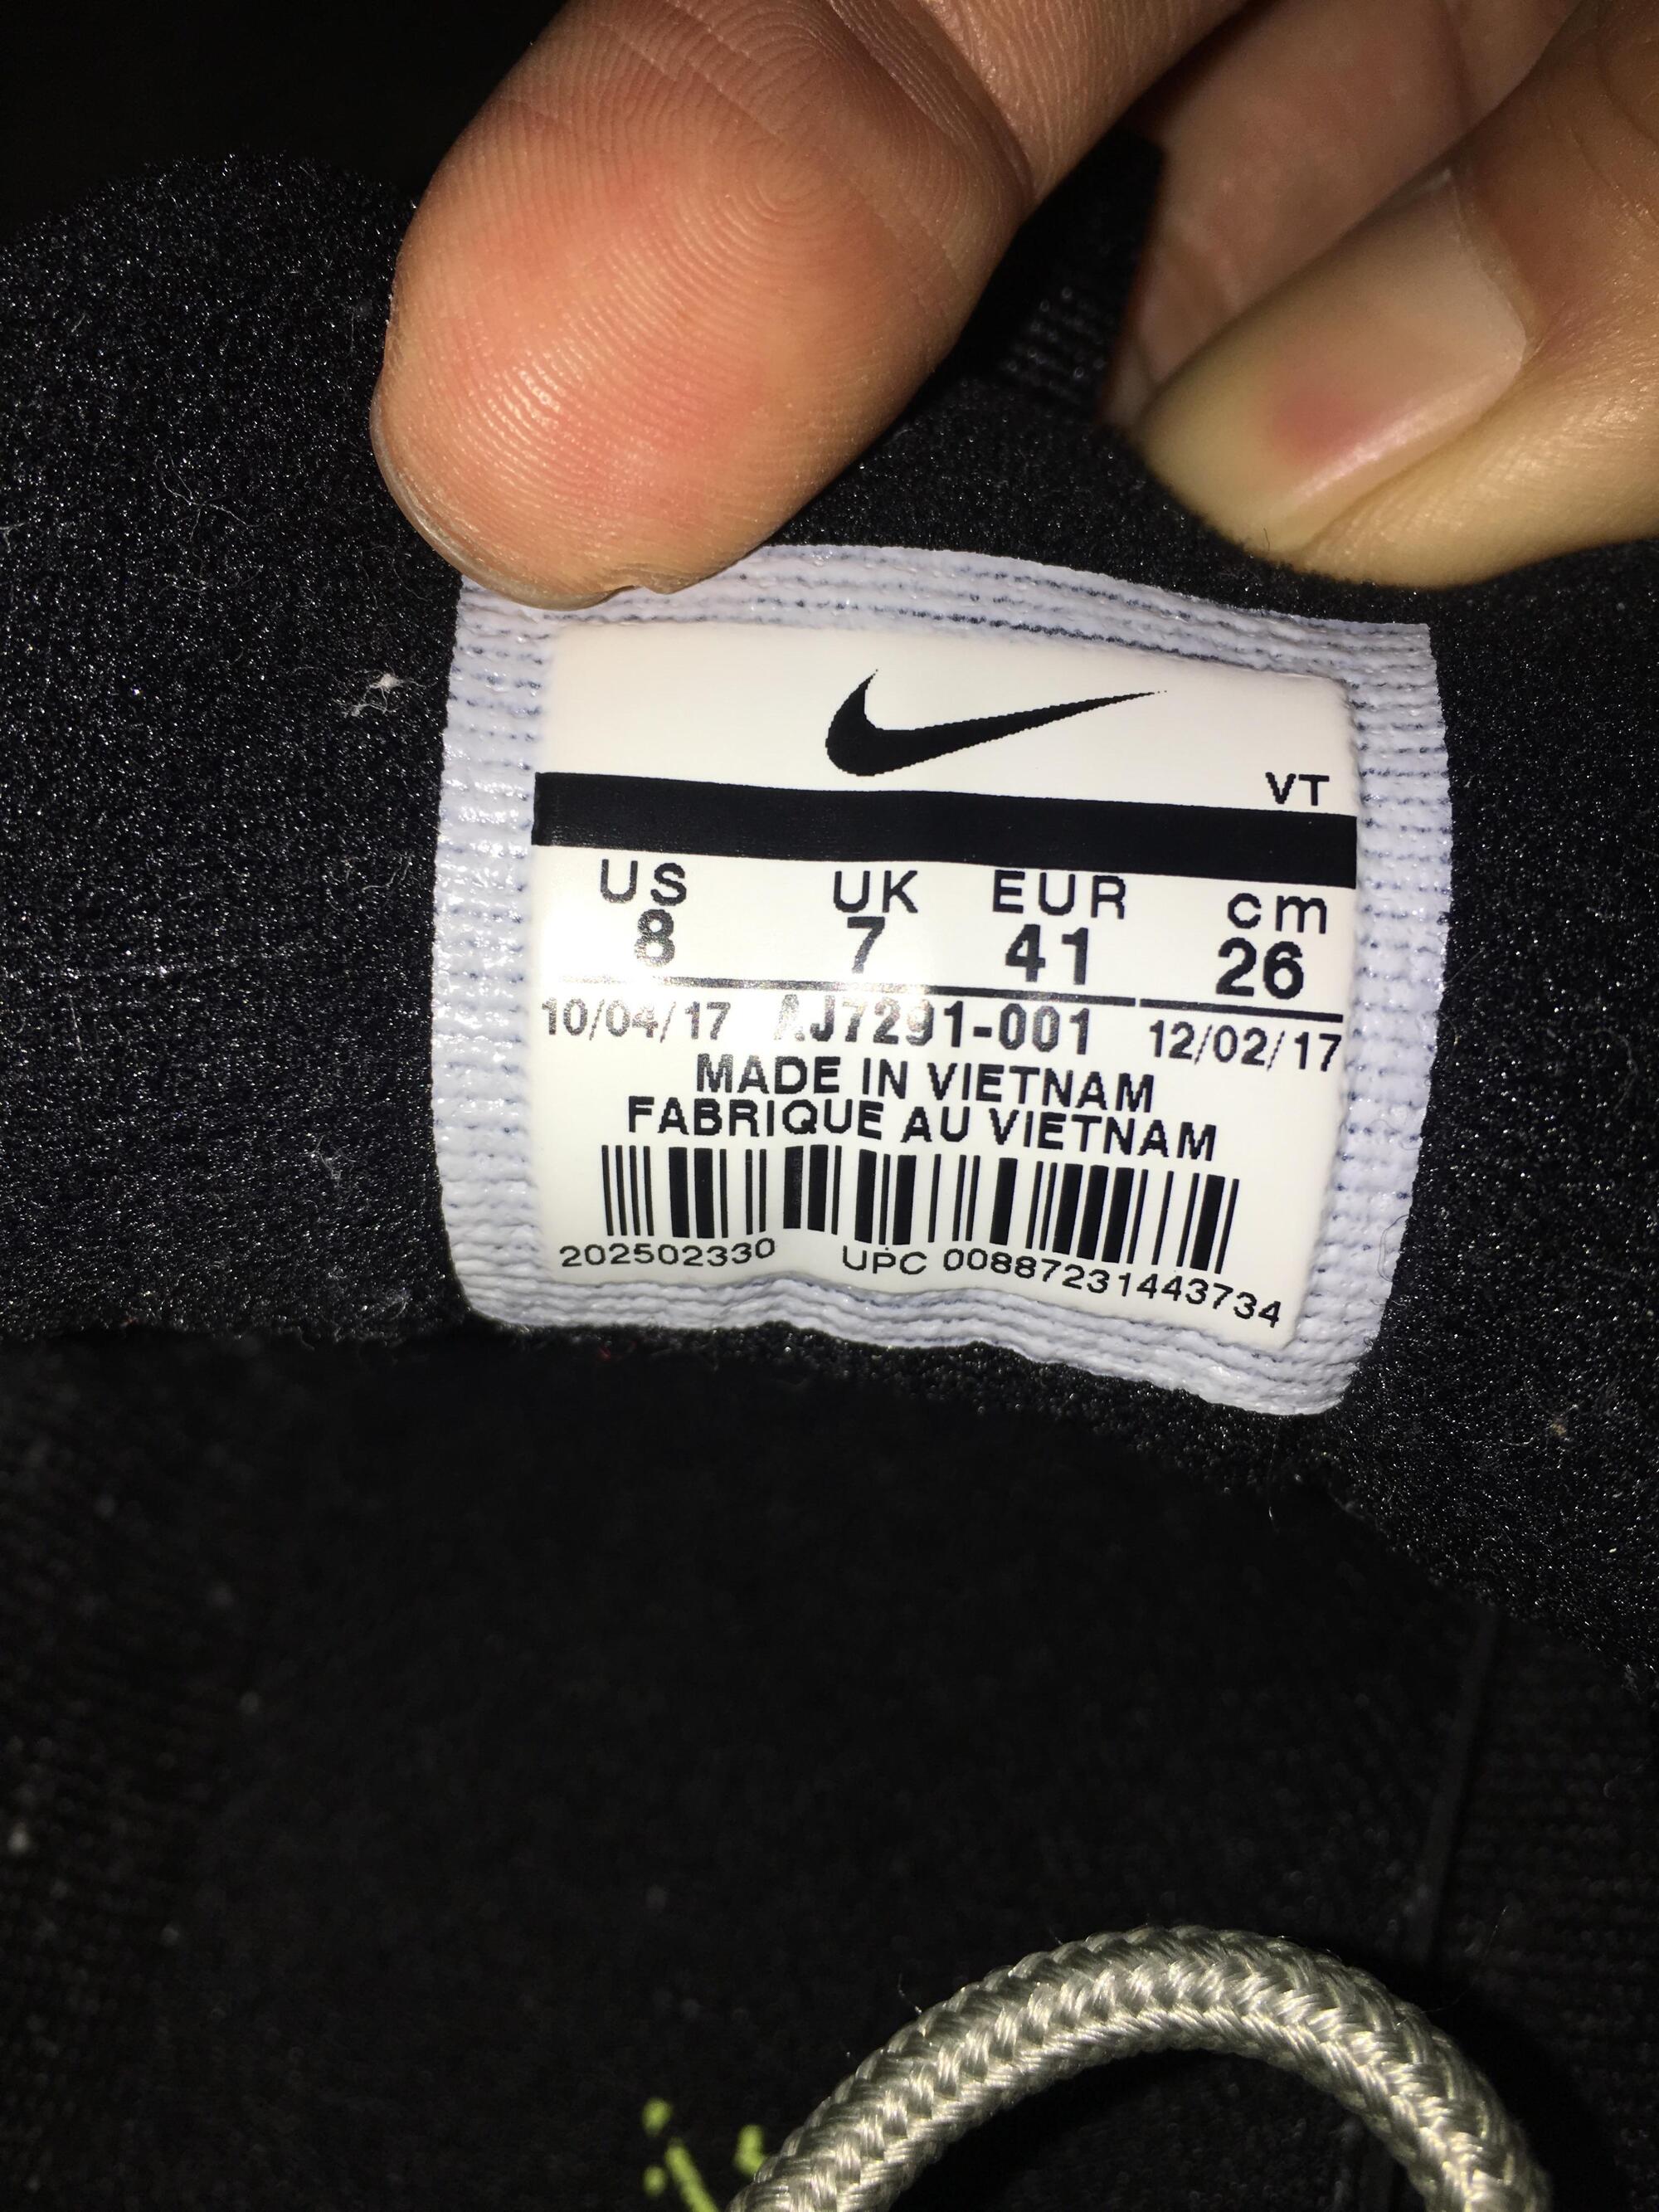 VT
US UK EUR cm
8 7 41 26
10/04/17 AJ7291-001 12/02/17
MADE IN VIETNAM
FABRIQUE AU VIETNAM
202502330 UPC 00887231443734